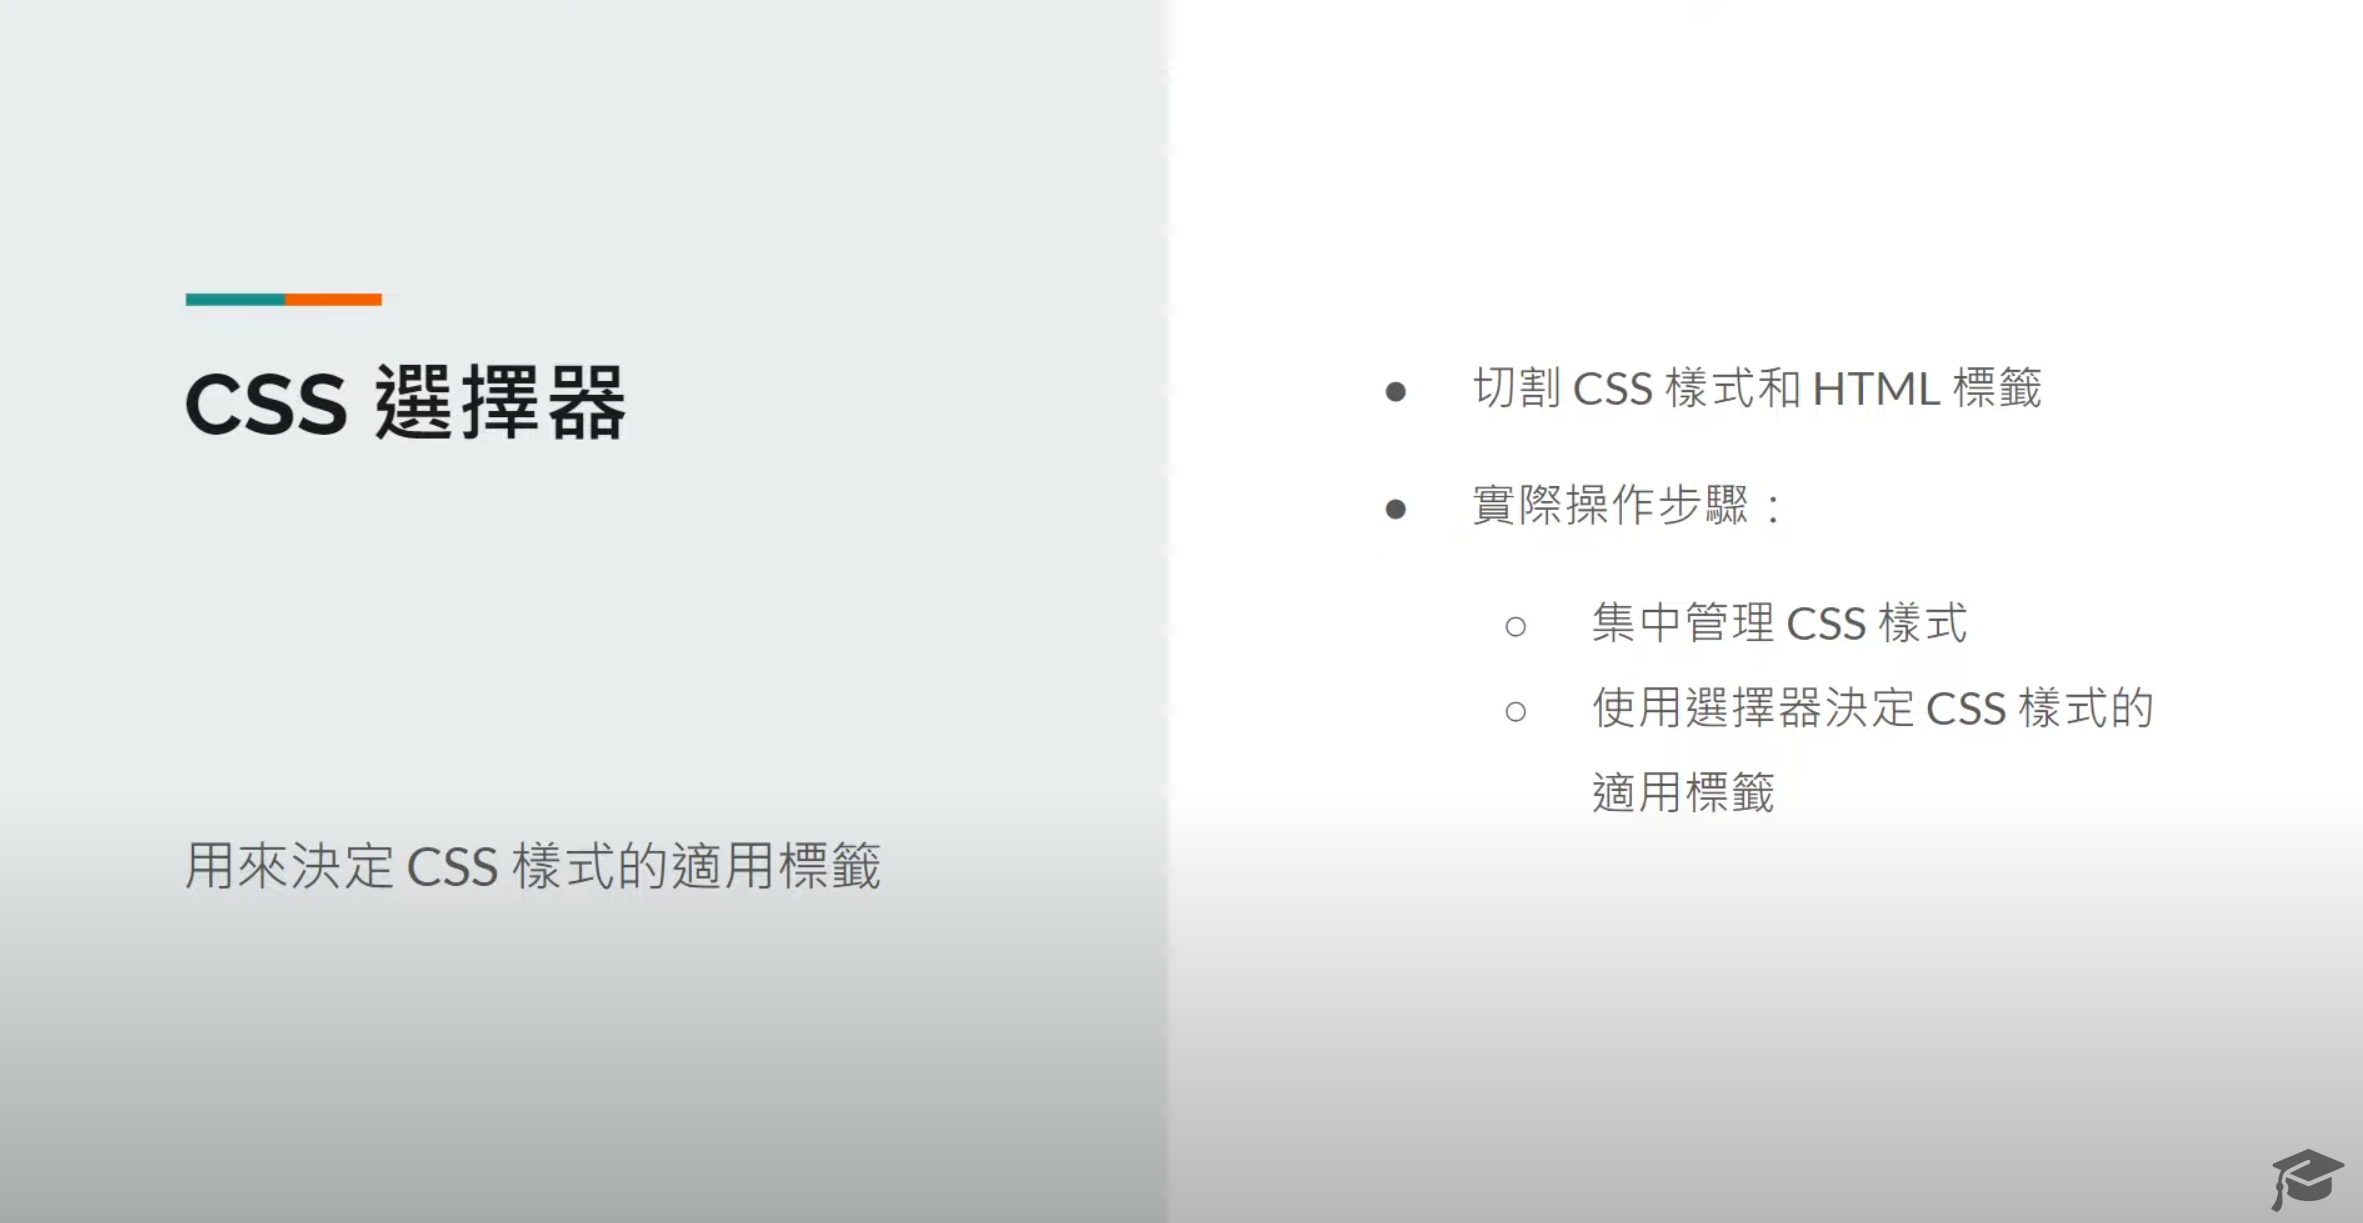 CSS 選擇器
用來決定 CSS 樣式的適用標籤
● 切割 CSS 樣式和 HTML 標籤
● 實際操作步驟：
○ 集中管理 CSS 樣式
○ 使用選擇器決定 CSS 樣式的
適用標籤